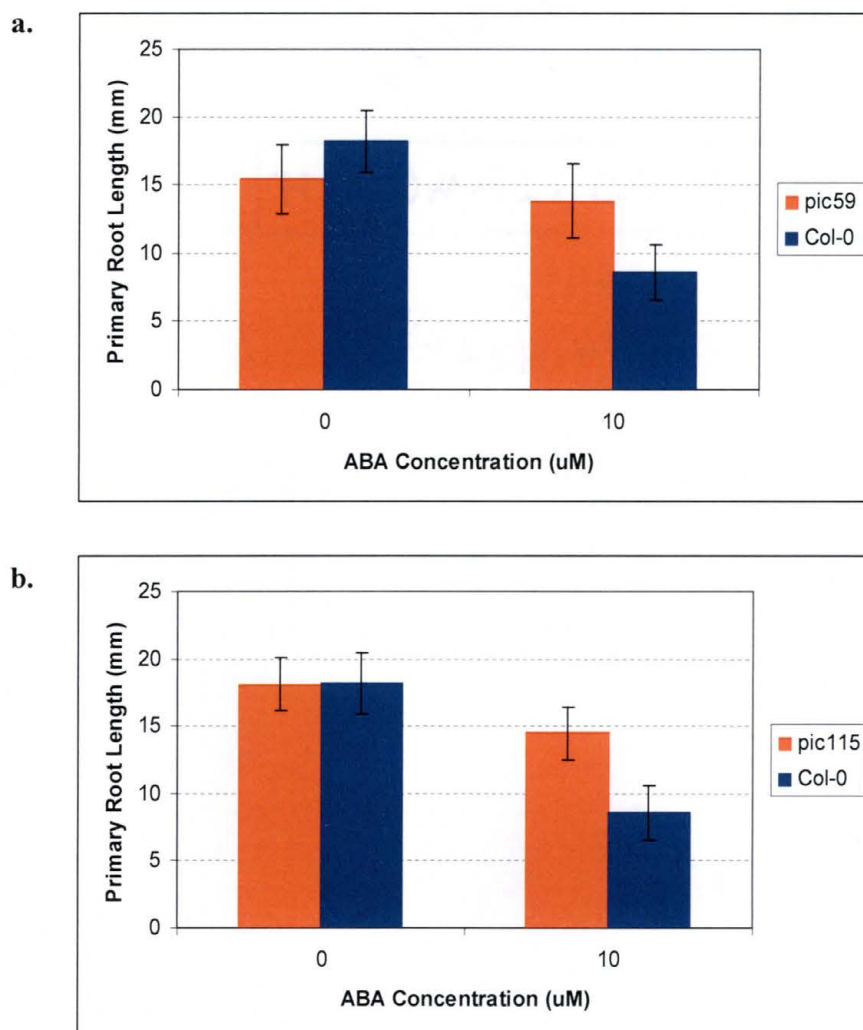 a.
25
20
15
10
5
0
Primary Root Length (mm)
0
10
ABA Concentration (uM)
pic59
Col-0
b.
25
20
15
10
5
0
Primary Root Length (mm)
0
10
ABA Concentration (uM)
pic115
Col-0